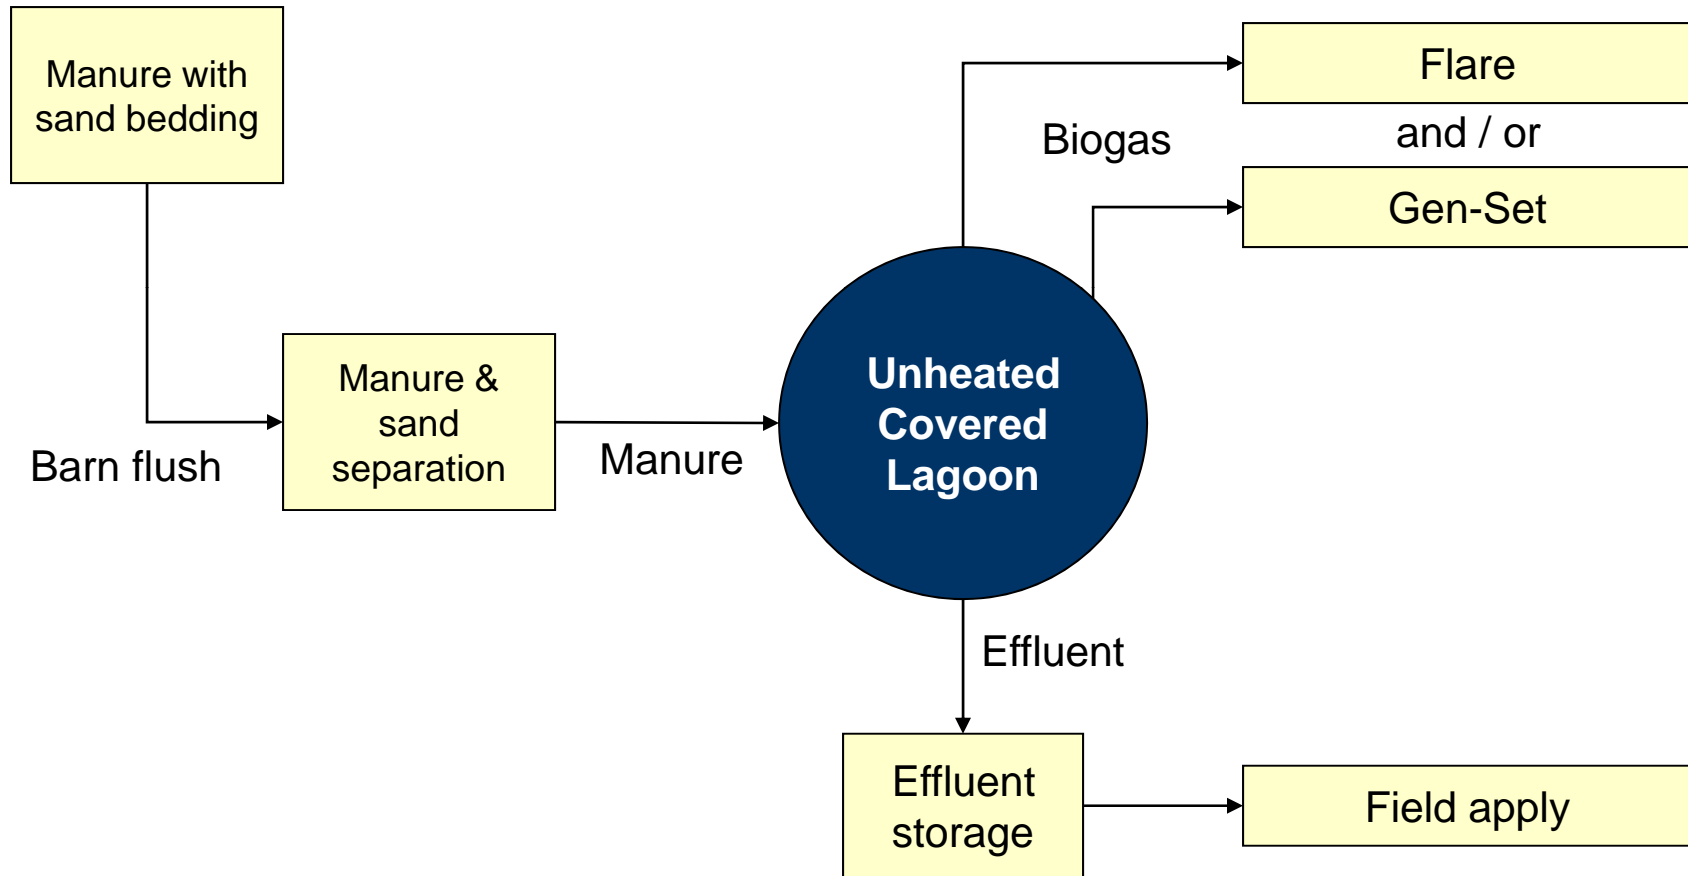 Manure with
sand bedding
Barn flush
Manure &
sand
separation
Manure
Unheated
Covered
Lagoon
Biogas
Flare
and / or
Gen-Set
Effluent
Effluent
storage
Field apply